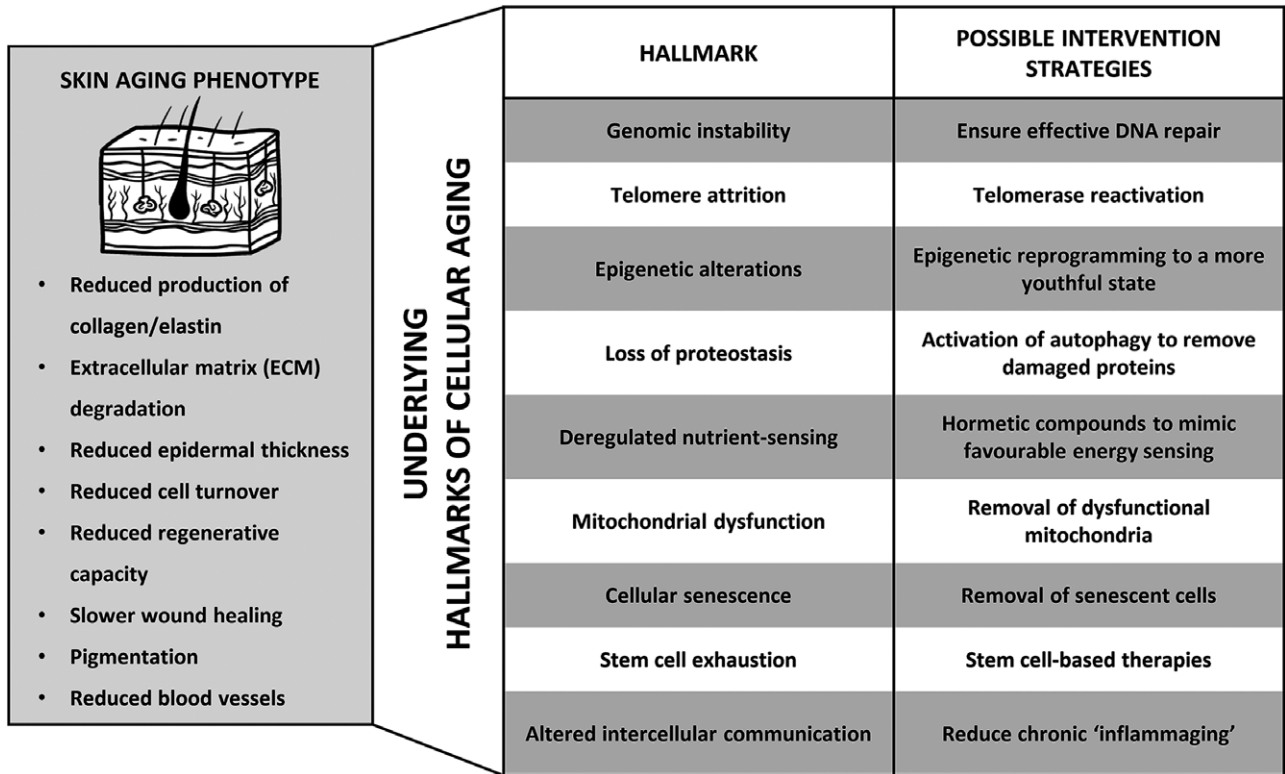 SKIN AGING PHENOTYPE
• Reduced production of
collagen/elastin
• Extracellular matrix (ECM)
degradation
• Reduced epidermal thickness
• Reduced cell turnover
• Reduced regenerative
capacity
• Slower wound healing
• Pigmentation
• Reduced blood vessels
UNDERLYING
HALLMARKS OF CELLULAR AGING
HALLMARK
POSSIBLE INTERVENTION
STRATEGIES
Genomic instability
Ensure effective DNA repair
Telomere attrition
Telomerase reactivation
Epigenetic alterations
Epigenetic reprogramming to a more
youthful state
Loss of proteostasis
Activation of autophagy to remove
damaged proteins
Deregulated nutrient-sensing
Hormetic compounds to mimic
favourable energy sensing
Mitochondrial dysfunction
Removal of dysfunctional
mitochondria
Cellular senescence
Removal of senescent cells
Stem cell exhaustion
Stem cell-based therapies
Altered intercellular communication
Reduce chronic ‘inflammaging’